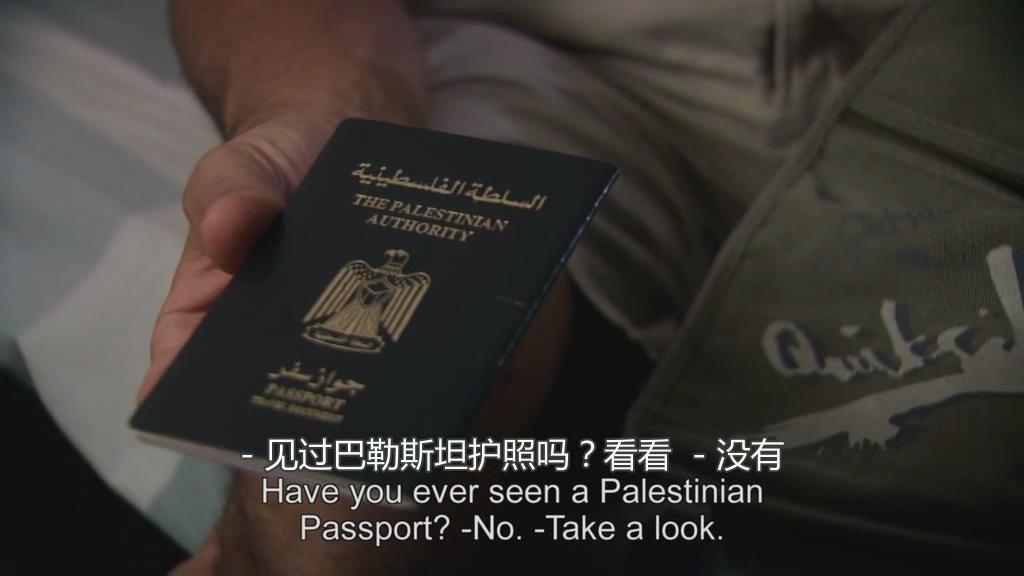 السلطة الفلسطينية
THE PALESTINIAN
AUTHORITY
جواز سفر
PASSPORT
- 见过巴勒斯坦护照吗？看看 - 没有
Have you ever seen a Palestinian
Passport? -No. -Take a look.